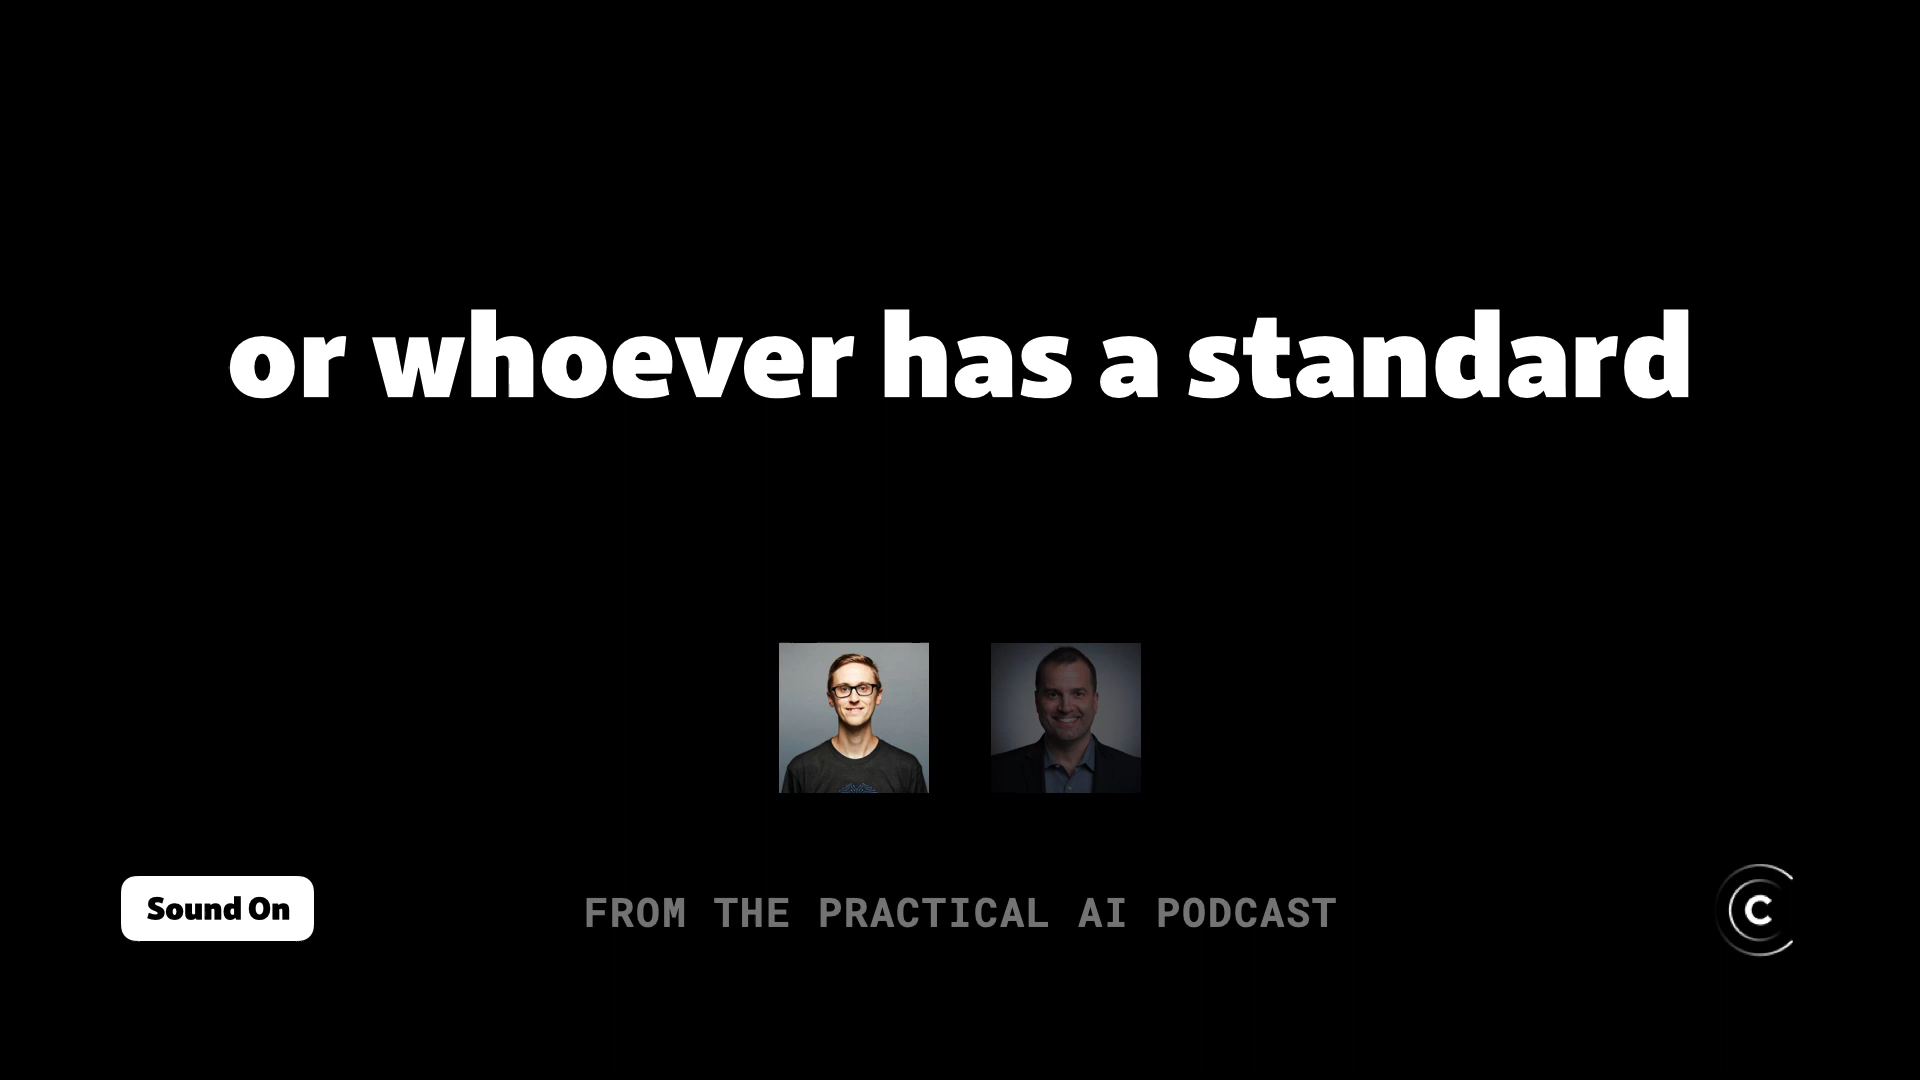 or whoever has a standard
Sound On
FROM THE PRACTICAL AI PODCAST
C